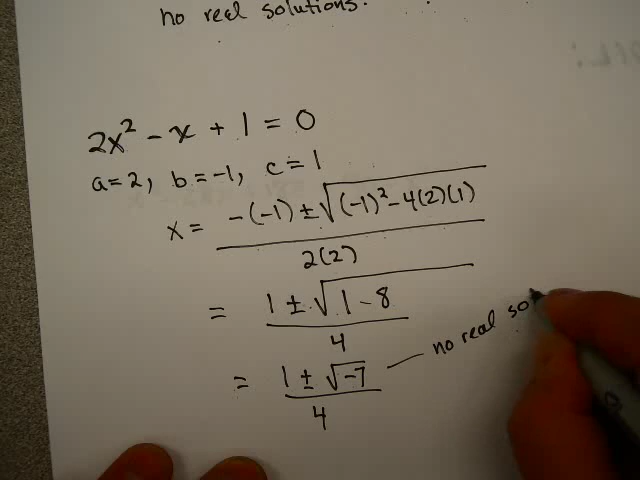 no real solutions.
2x² - x + 1 = 0
a=2, b=-1, c=1
x = -(-1) ± √(-1)² - 4(2)(1)
2(2)
= 1 ± √1 - 8
4
= 1 ± √-7 — no real so
4